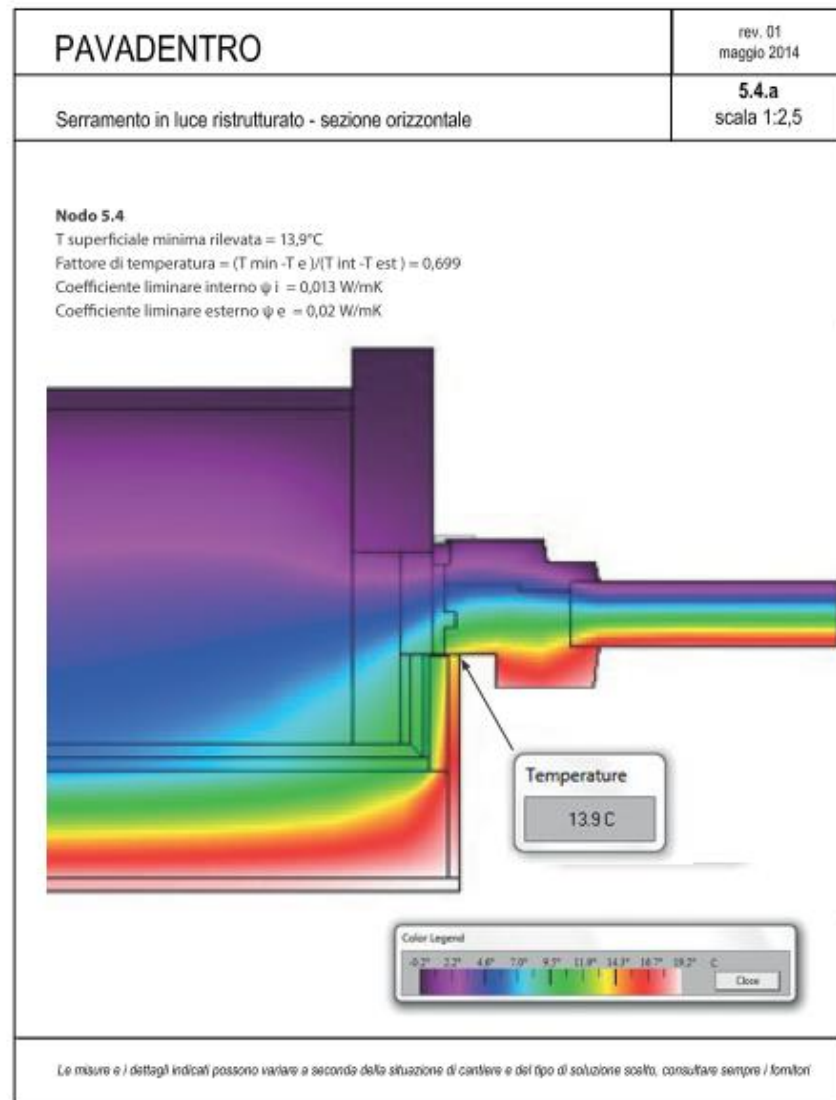 PAVADENTRO
rev. 01
maggio 2014
Serramento in luce ristrutturato - sezione orizzontale
5.4.a
scala 1:2,5
Nodo 5.4
T superficiale minima rilevata = 13,9°C
Fattore di temperatura = (T min -T e )/(T int -T est ) = 0,699
Coefficiente liminare interno ψ i = 0,013 W/mK
Coefficiente liminare esterno ψ e = 0,02 W/mK
Temperature
13.9 C
Color Legend
-0.2° 2.2° 4.6° 7.0° 9.5° 11.9° 14.3° 16.7° 19.2° C
Close
Le misure e i dettagli indicati possono variare a seconda della situazione di cantiere e del tipo di soluzione scelto, consultare sempre i fornitori